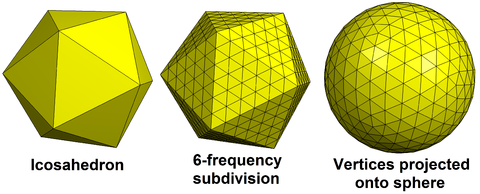 Icosahedron
6-frequency
subdivision
Vertices projected
onto sphere